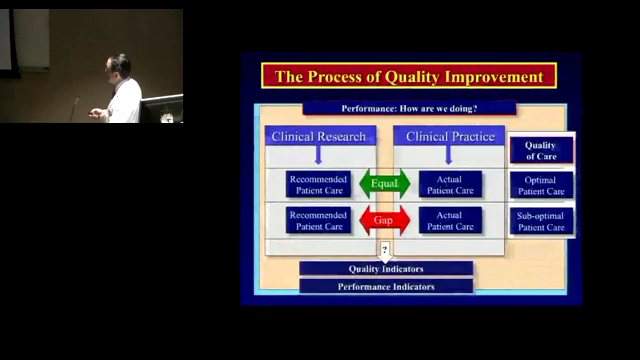 The Process of Quality Improvement
Performance: How are we doing?
Clinical Research
Clinical Practice
Quality
of Care
Recommended
Patient Care
Equal
Actual
Patient Care
Optimal
Patient Care
Recommended
Patient Care
Gap
Actual
Patient Care
Sub-optimal
Patient Care
?
Quality Indicators
Performance Indicators